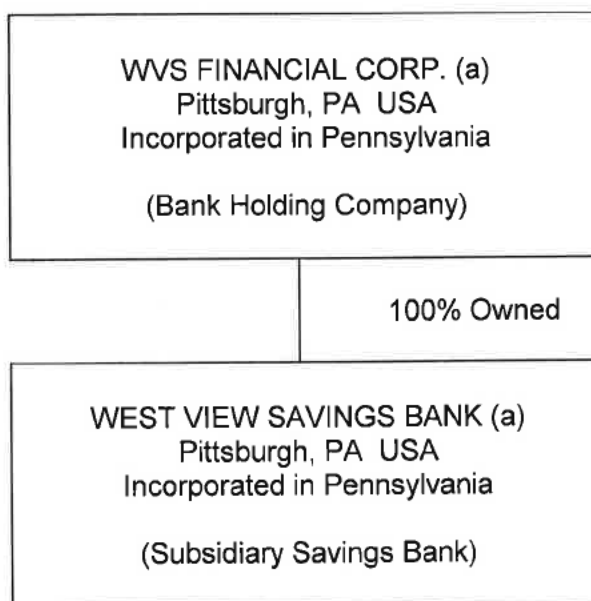 WVS FINANCIAL CORP. (a)
Pittsburgh, PA USA
Incorporated in Pennsylvania
(Bank Holding Company)
100% Owned
WEST VIEW SAVINGS BANK (a)
Pittsburgh, PA USA
Incorporated in Pennsylvania
(Subsidiary Savings Bank)